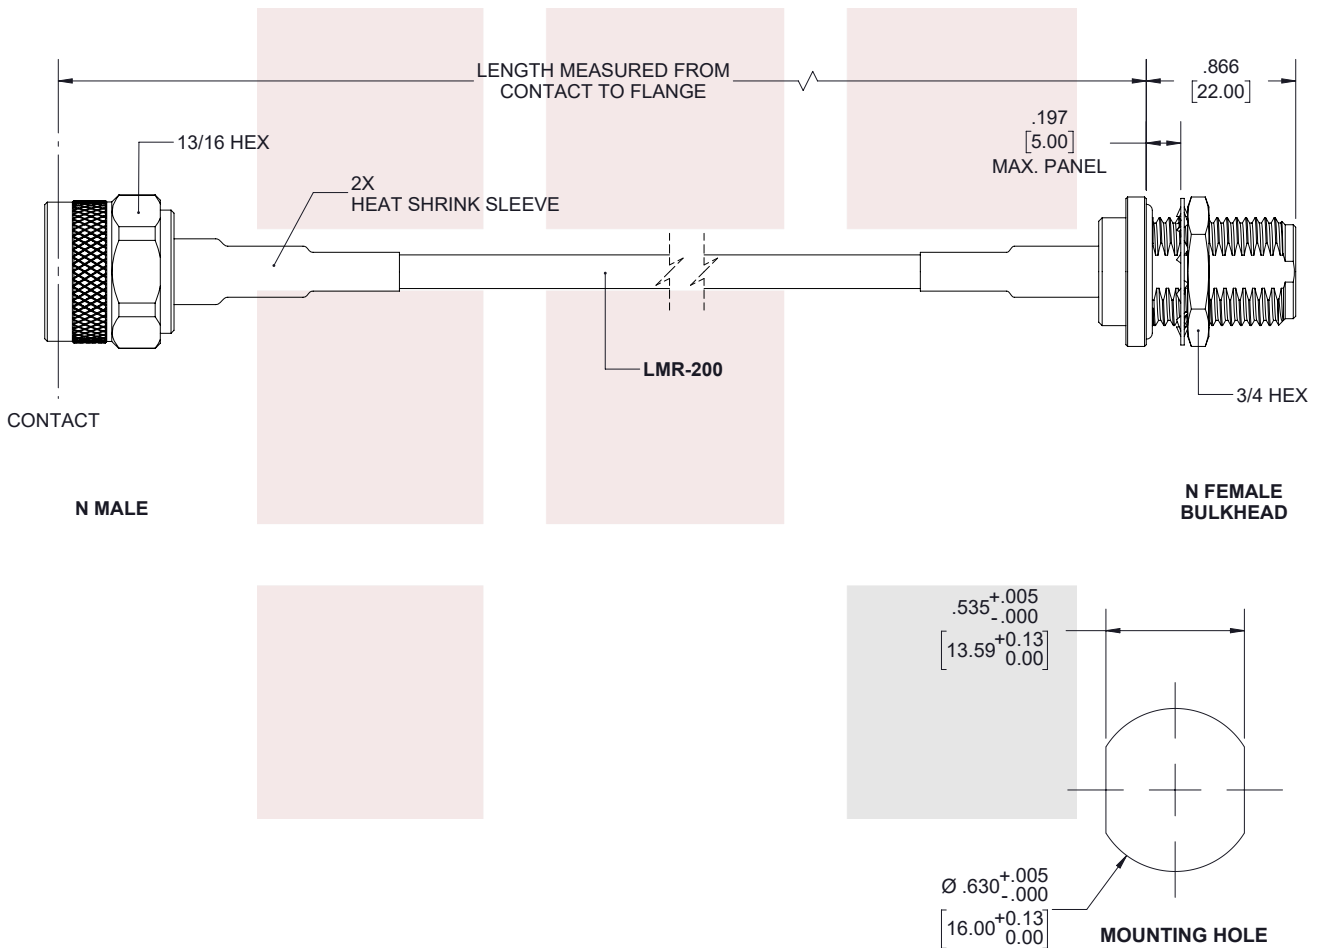 LENGTH MEASURED FROM
CONTACT TO FLANGE
.866
[22.00]
.197
[5.00]
MAX. PANEL
13/16 HEX
2X
HEAT SHRINK SLEEVE
LMR-200
3/4 HEX
CONTACT
N MALE
N FEMALE
BULKHEAD
.535 +.005
-.000
[13.59 +0.13
0.00]
Ø .630 +.005
-.000
[16.00 +0.13
0.00]
MOUNTING HOLE